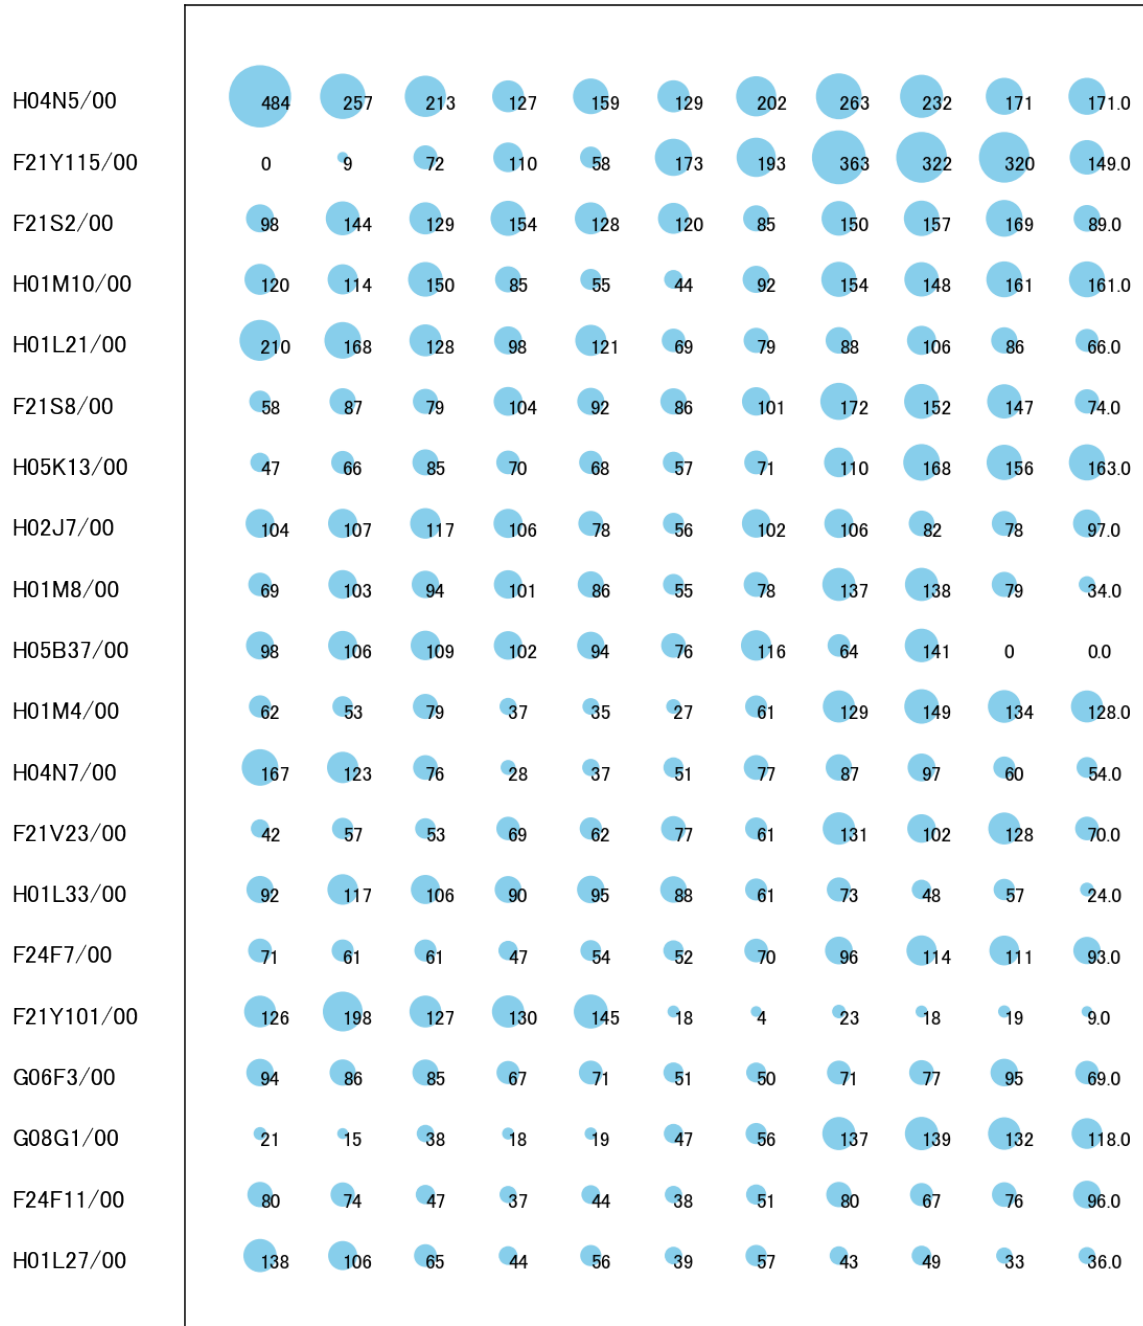 H04N5/00 484 257 213 127 159 129 202 263 232 171 171.0
F21Y115/00 0 9 72 110 58 173 193 363 322 320 149.0
F21S2/00 98 144 129 154 128 120 85 150 157 169 89.0
H01M10/00 120 114 150 85 55 44 92 154 148 161 161.0
H01L21/00 210 168 128 98 121 69 79 88 106 86 66.0
F21S8/00 58 87 79 104 92 86 101 172 152 147 74.0
H05K13/00 47 66 85 70 68 57 71 110 168 156 163.0
H02J7/00 104 107 117 106 78 56 102 106 82 78 97.0
H01M8/00 69 103 94 101 86 55 78 137 138 79 34.0
H05B37/00 98 106 109 102 94 76 116 64 141 0 0.0
H01M4/00 62 53 79 37 35 27 61 129 149 134 128.0
H04N7/00 167 123 76 28 37 51 77 87 97 60 54.0
F21V23/00 42 57 53 69 62 77 61 131 102 128 70.0
H01L33/00 92 117 106 90 95 88 61 73 48 57 24.0
F24F7/00 71 61 61 47 54 52 70 96 114 111 93.0
F21Y101/00 126 198 127 130 145 18 4 23 18 19 9.0
G06F3/00 94 86 85 67 71 51 50 71 77 95 69.0
G08G1/00 21 15 38 18 19 47 56 137 139 132 118.0
F24F11/00 80 74 47 37 44 38 51 80 67 76 96.0
H01L27/00 138 106 65 44 56 39 57 43 49 33 36.0